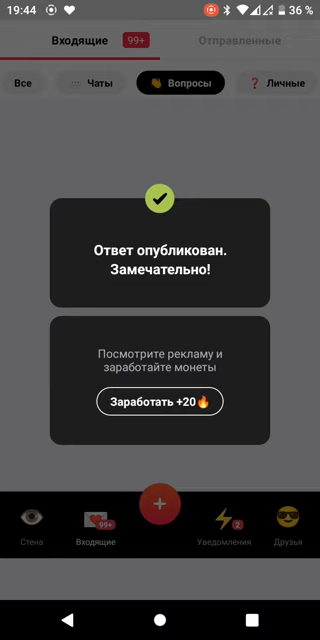 19:44
36 %
Входящие 99+ Отправленные
Все Чаты Вопросы Личные
Ответ опубликован.
Замечательно!
Посмотрите рекламу и
заработайте монеты
Заработать +20
99+ 2
Стена Входящие Уведомления Друзья